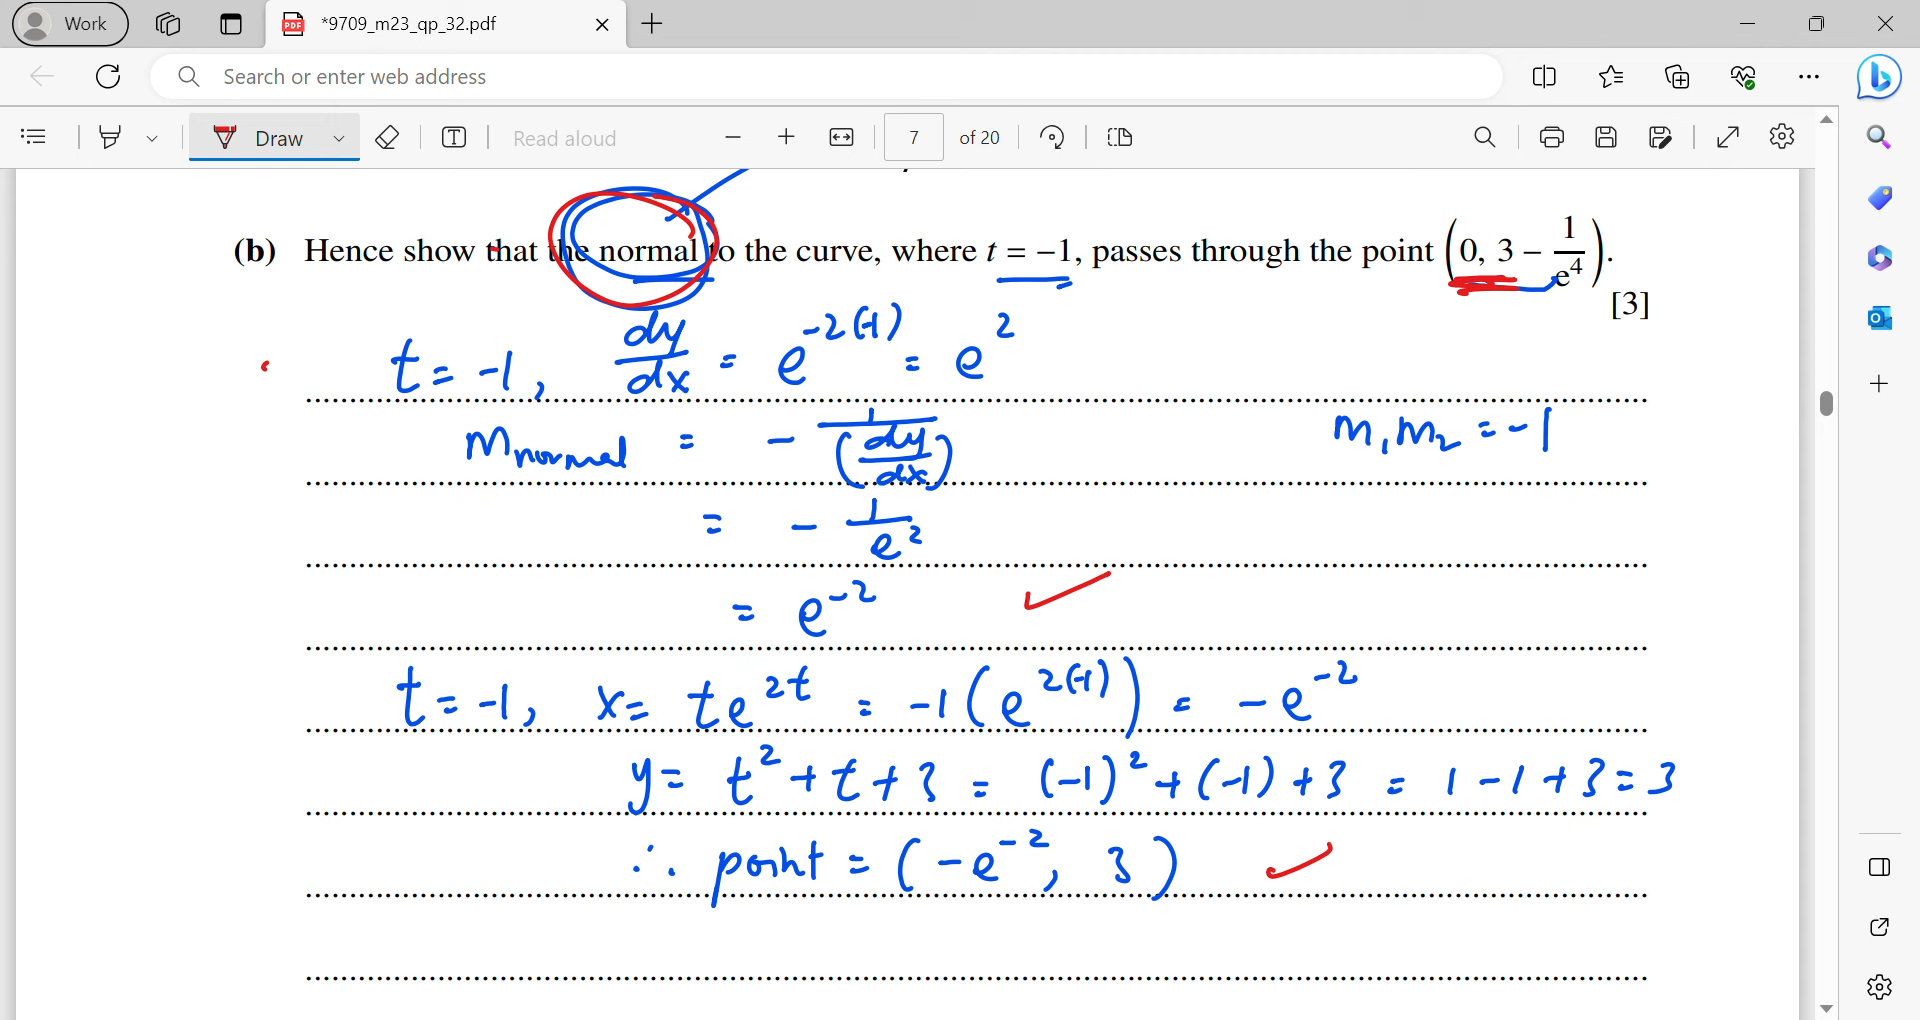 Work
*9709_m23_qp_32.pdf
Search or enter web address
Draw
Read aloud
7 of 20
(b) Hence show that the normal to the curve, where t = −1, passes through the point (0, 3 − 1/e⁴).
[3]
t = -1, dy/dx = e^(-2(-1)) = e²
m normal = - 1/(dy/dx)
m₁m₂ = -1
= - 1/e²
= e⁻²
t = -1, x = te^(2t) = -1(e^(2(-1))) = -e⁻²
y = t² + t + 3 = (-1)² + (-1) + 3 = 1 - 1 + 3 = 3
∴ point = (-e⁻², 3)